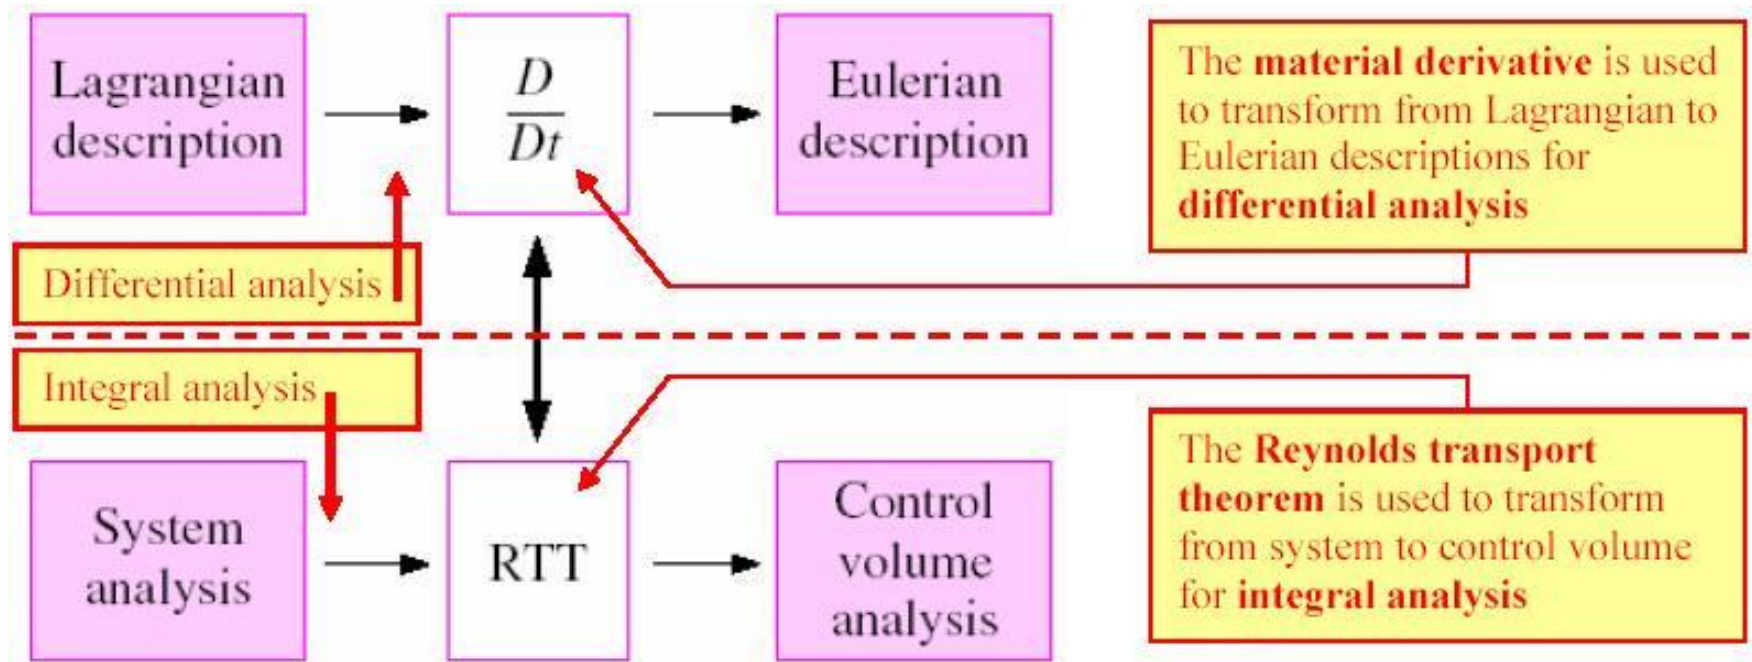 Lagrangian
description
D
Dt
Eulerian
description
The material derivative is used
to transform from Lagrangian to
Eulerian descriptions for
differential analysis
Differential analysis
Integral analysis
System
analysis
RTT
Control
volume
analysis
The Reynolds transport
theorem is used to transform
from system to control volume
for integral analysis